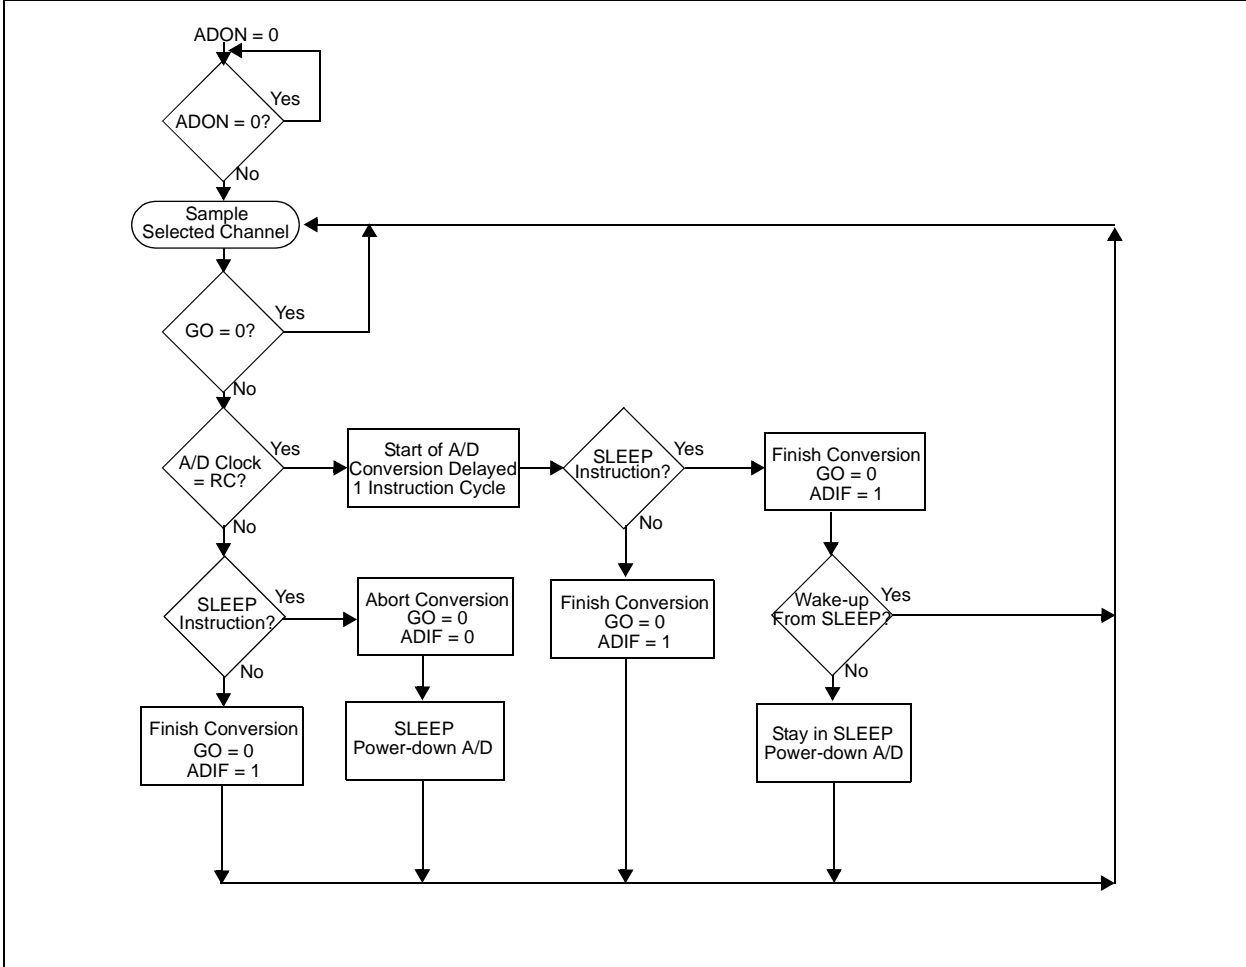 ADON = 0
Yes
ADON = 0?
No
Sample
Selected Channel
Yes
GO = 0?
No
Yes
A/D Clock
= RC?
No
Start of A/D
Conversion Delayed
1 Instruction Cycle
SLEEP
Instruction?
Yes
No
Finish Conversion
GO = 0
ADIF = 1
Yes
SLEEP
Instruction?
No
Abort Conversion
GO = 0
ADIF = 0
Finish Conversion
GO = 0
ADIF = 1
Wake-up
From SLEEP?
Yes
No
Finish Conversion
GO = 0
ADIF = 1
SLEEP
Power-down A/D
Stay in SLEEP
Power-down A/D